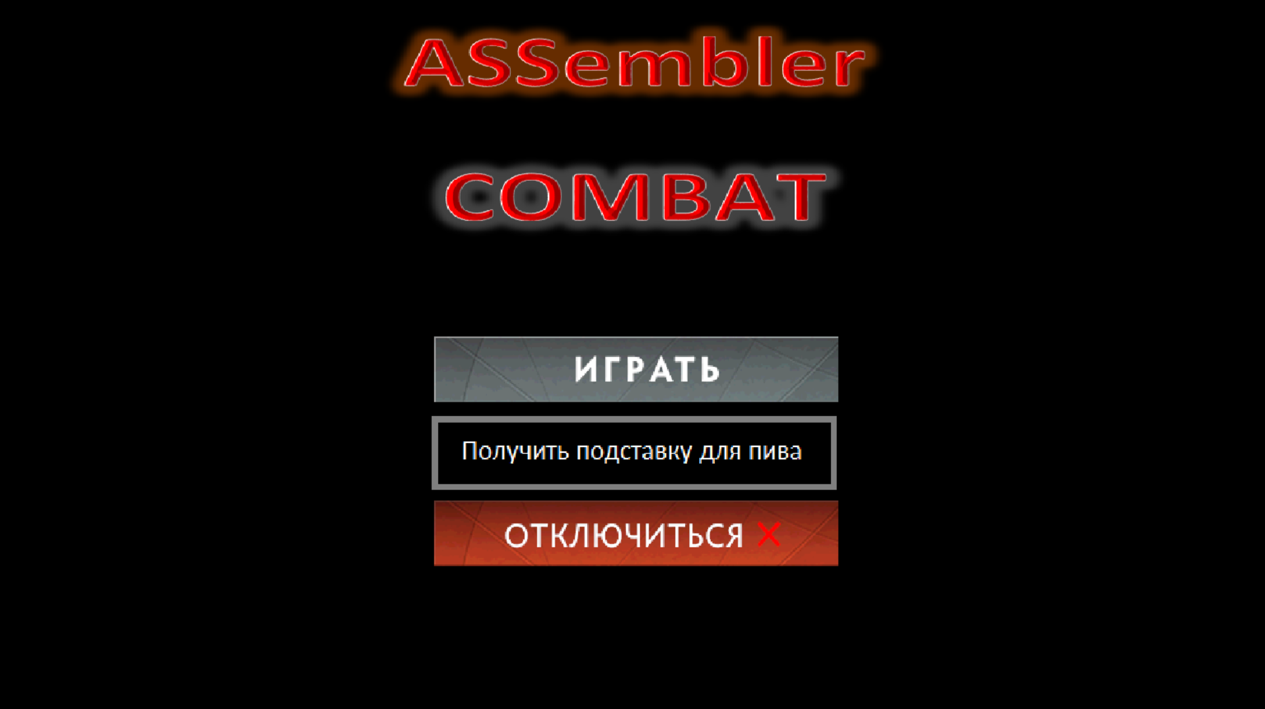 ASSembler
COMBAT
ИГРАТЬ
Получить подставку для пива
ОТКЛЮЧИТЬСЯ ✕